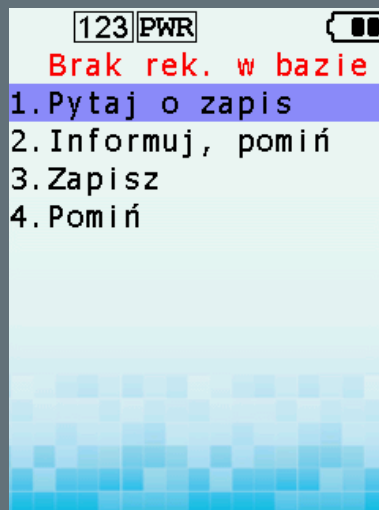 123 PWR
Brak rek. w bazie
1.Pytaj o zapis
2.Informuj, pomiń
3.Zapisz
4.Pomiń